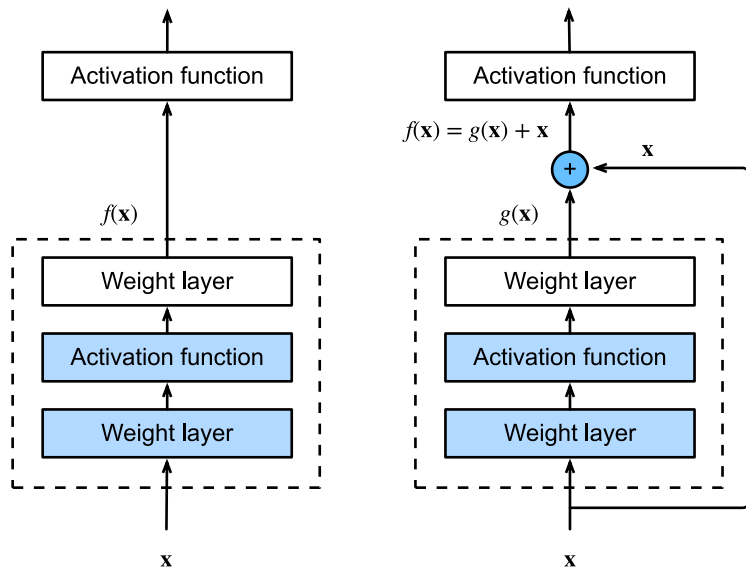 Activation function
f(x)
Weight layer
Activation function
Weight layer
x
Activation function
f(x) = g(x) + x
x
+
g(x)
Weight layer
Activation function
Weight layer
x